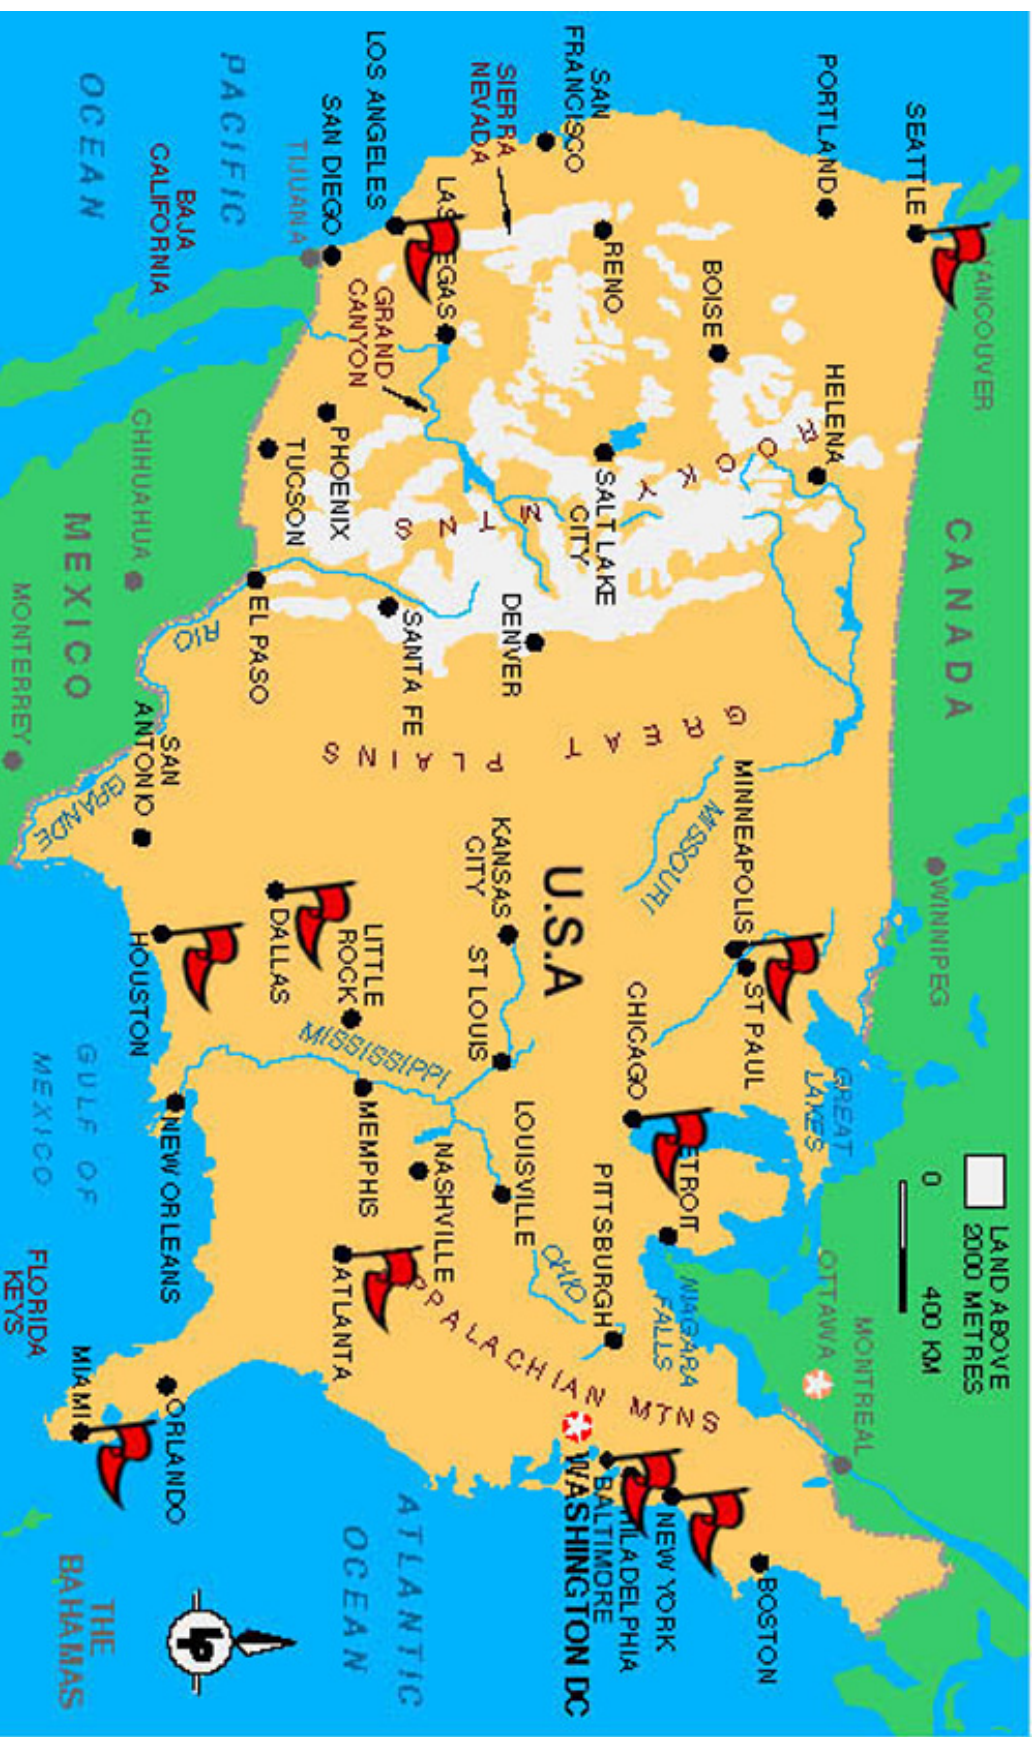 LAND ABOVE
2000 METRES
0 400 KM
VANCOUVER
CANADA
WINNIPEG
OTTAWA
MONTREAL
SEATTLE
PORTLAND
HELENA
GREAT
LAKES
BOISE
MINNEAPOLIS
ST PAUL
BOSTON
ROCKY MTNS
GREAT PLAINS
MISSOURI
CHICAGO
DETROIT
NIAGARA
FALLS
NEW YORK
PHILADELPHIA
BALTIMORE
WASHINGTON DC
SAN
FRANCISCO
RENO
SALT LAKE
CITY
PITTSBURGH
OHIO
U.S.A
SIERRA
NEVADA
DENVER
KANSAS
CITY
ST LOUIS
LOUISVILLE
APPALACHIAN MTNS
LAS VEGAS
GRAND
CANYON
SANTA FE
MISSISSIPPI
NASHVILLE
MEMPHIS
LITTLE
ROCK
ATLANTA
LOS ANGELES
SAN DIEGO
TIJUANA
PHOENIX
TUCSON
EL PASO
DALLAS
ATLANTIC
OCEAN
PACIFIC
OCEAN
BAJA
CALIFORNIA
CHIHUAHUA
RIO
GRANDE
SAN
ANTONIO
HOUSTON
NEW ORLEANS
ORLANDO
MEXICO
MONTERREY
GULF OF
MEXICO
FLORIDA
KEYS
MIAMI
THE
BAHAMAS
LP